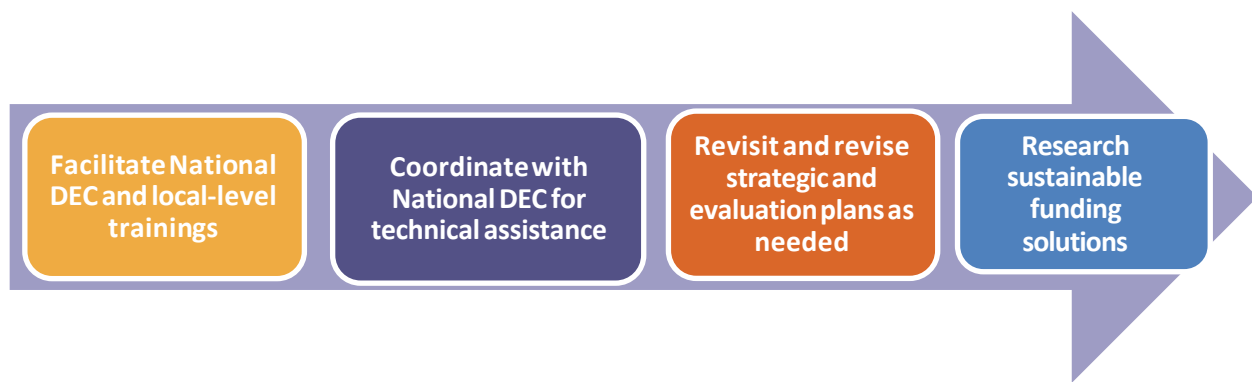 Facilitate National
DEC and local-level
trainings
Coordinate with
National DEC for
technical assistance
Revisit and revise
strategic and
evaluation plans as
needed
Research
sustainable
funding
solutions